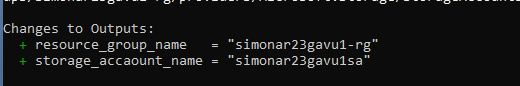 Changes to Outputs:
+ resource_group_name   = "simonar23gavu1-rg"
+ storage_accaount_name = "simonar23gavu1sa"